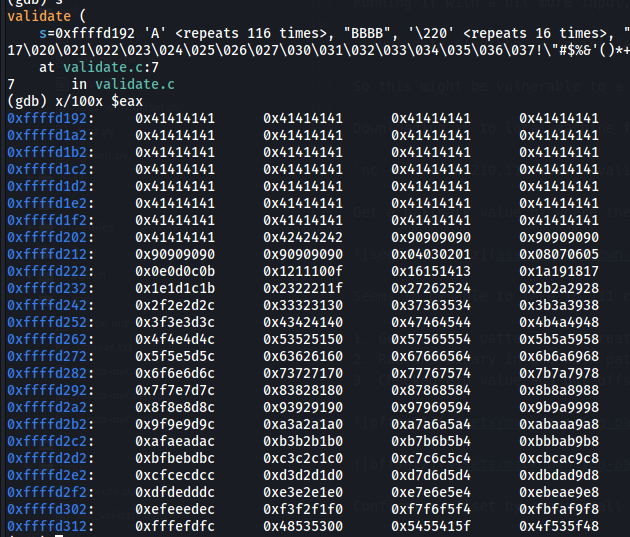 (gdb) s
validate (
s=0xffffd192 'A' <repeats 116 times>, "BBBB", '\220' <repeats 16 times>, "
17\020\021\022\023\024\025\026\027\030\031\032\033\034\035\036\037!\"#$%&'()*+
at validate.c:7
7 in validate.c
(gdb) x/100x $eax
0xffffd192: 0x41414141 0x41414141 0x41414141 0x41414141
0xffffd1a2: 0x41414141 0x41414141 0x41414141 0x41414141
0xffffd1b2: 0x41414141 0x41414141 0x41414141 0x41414141
0xffffd1c2: 0x41414141 0x41414141 0x41414141 0x41414141
0xffffd1d2: 0x41414141 0x41414141 0x41414141 0x41414141
0xffffd1e2: 0x41414141 0x41414141 0x41414141 0x41414141
0xffffd1f2: 0x41414141 0x41414141 0x41414141 0x41414141
0xffffd202: 0x41414141 0x42424242 0x90909090 0x90909090
0xffffd212: 0x90909090 0x90909090 0x04030201 0x08070605
0xffffd222: 0x0e0d0c0b 0x1211100f 0x16151413 0x1a191817
0xffffd232: 0x1e1d1c1b 0x2322211f 0x27262524 0x2b2a2928
0xffffd242: 0x2f2e2d2c 0x33323130 0x37363534 0x3b3a3938
0xffffd252: 0x3f3e3d3c 0x43424140 0x47464544 0x4b4a4948
0xffffd262: 0x4f4e4d4c 0x53525150 0x57565554 0x5b5a5958
0xffffd272: 0x5f5e5d5c 0x63626160 0x67666564 0x6b6a6968
0xffffd282: 0x6f6e6d6c 0x73727170 0x77767574 0x7b7a7978
0xffffd292: 0x7f7e7d7c 0x83828180 0x87868584 0x8b8a8988
0xffffd2a2: 0x8f8e8d8c 0x93929190 0x97969594 0x9b9a9998
0xffffd2b2: 0x9f9e9d9c 0xa3a2a1a0 0xa7a6a5a4 0xabaaa9a8
0xffffd2c2: 0xafaeadac 0xb3b2b1b0 0xb7b6b5b4 0xbbbab9b8
0xffffd2d2: 0xbfbebdbc 0xc3c2c1c0 0xc7c6c5c4 0xcbcac9c8
0xffffd2e2: 0xcfcecdcc 0xd3d2d1d0 0xd7d6d5d4 0xdbdad9d8
0xffffd2f2: 0xdfdedddc 0xe3e2e1e0 0xe7e6e5e4 0xebeae9e8
0xffffd302: 0xefeeedec 0xf3f2f1f0 0xf7f6f5f4 0xfbfaf9f8
0xffffd312: 0xfffefdfc 0x48535300 0x5455415f 0x4f535f48